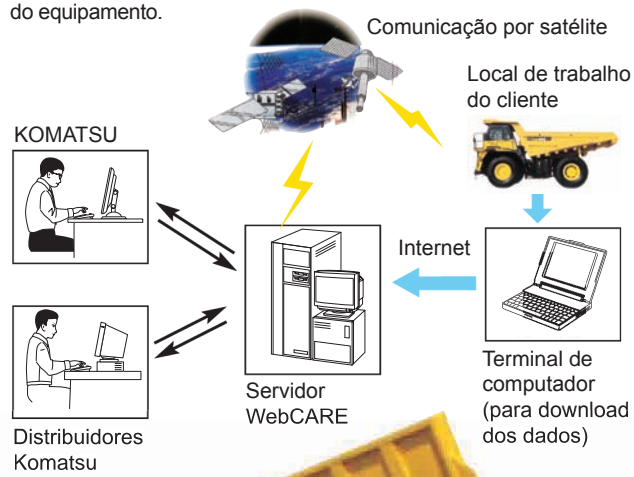 do equipamento.
Comunicação por satélite
Local de trabalho
do cliente
KOMATSU
Internet
Servidor
WebCARE
Terminal de
computador
(para download
dos dados)
Distribuidores
Komatsu